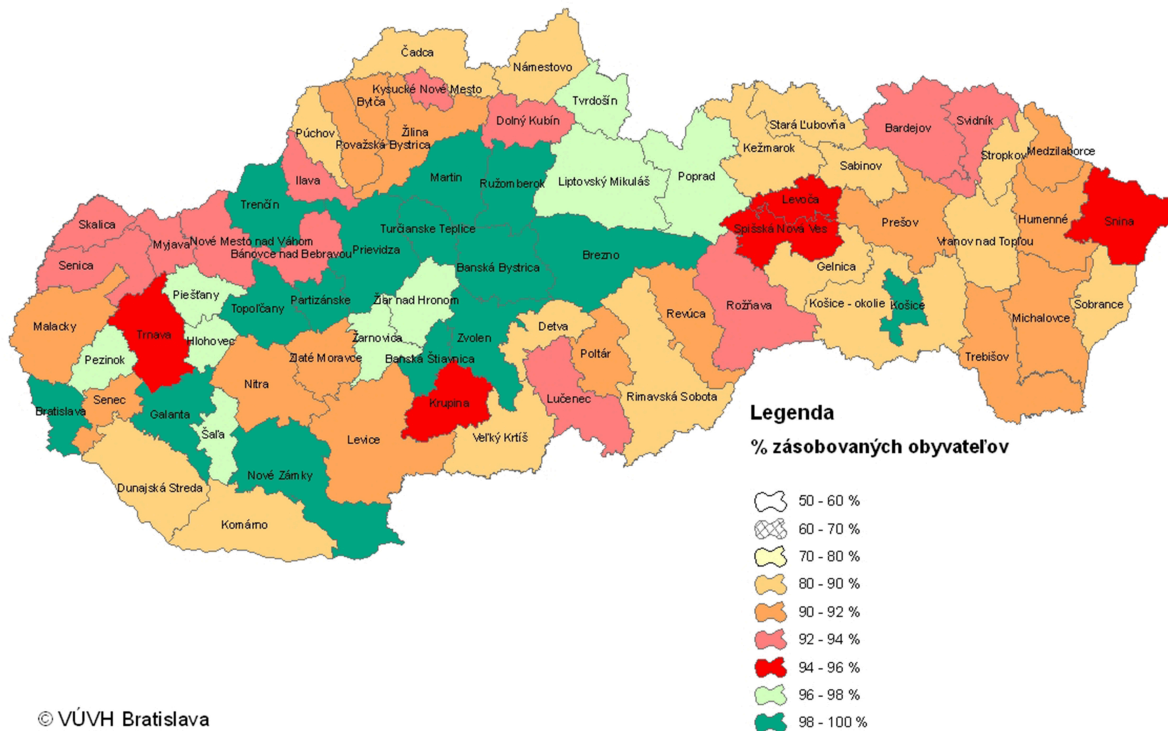 Čadca
Námestovo
Kysucké Nové Mesto
Tvrdošín
Bytča
Dolný Kubín
Púchov
Žilina
Považská Bystrica
Stará Ľubovňa
Bardejov
Svidník
Kežmarok
Stropkov
Medzilaborce
Sabinov
Ilava
Martin
Ružomberok
Liptovský Mikuláš
Poprad
Levoča
Trenčín
Skalica
Turčianske Teplice
Prešov
Humenné
Snina
Spišská Nová Ves
Myjava
Nové Mesto nad Váhom
Vranov nad Topľou
Bánovce nad Bebravou
Prievidza
Banská Bystrica
Brezno
Senica
Gelnica
Piešťany
Topoľčany
Partizánske
Žiar nad Hronom
Rožňava
Košice - okolie
Košice
Sobrance
Malacky
Trnava
Hlohovec
Žarnovica
Zvolen
Detva
Revúca
Michalovce
Pezinok
Zlaté Moravce
Banská Štiavnica
Poltár
Trebišov
Nitra
Senec
Bratislava
Galanta
Krupina
Lučenec
Rimavská Sobota
Šaľa
Levice
Veľký Krtíš
Nové Zámky
Dunajská Streda
Komárno
Legenda
% zásobovaných obyvateľov
50 - 60 %
60 - 70 %
70 - 80 %
80 - 90 %
90 - 92 %
92 - 94 %
94 - 96 %
96 - 98 %
98 - 100 %
© VÚVH Bratislava